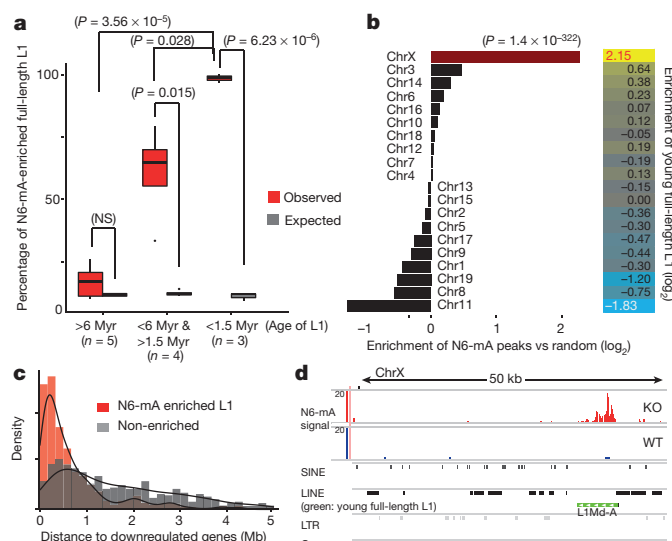 a
(P = 3.56 × 10⁻⁵)
(P = 0.028)
(P = 6.23 × 10⁻⁶)
(P = 0.015)
(NS)
Percentage of N6-mA-enriched full-length L1
100
50
0
Observed
Expected
>6 Myr
(n = 5)
<6 Myr &
>1.5 Myr
(n = 4)
<1.5 Myr
(n = 3)
(Age of L1)
b
(P = 1.4 × 10⁻³²²)
ChrX 2.15
Chr3 0.64
Chr14 0.38
Chr6 0.23
Chr16 0.07
Chr10 0.12
Chr18 −0.05
Chr12 0.19
Chr7 −0.19
Chr4 0.13
Chr13 −0.15
Chr15 0.00
Chr2 −0.36
Chr5 −0.30
Chr17 −0.47
Chr9 −0.44
Chr1 −0.30
Chr19 −1.20
Chr8 −0.75
Chr11 −1.83
−1 0 1 2
Enrichment of N6-mA peaks vs random (log₂)
Enrichment of young full-length L1 (log₂)
c
N6-mA enriched L1
Non-enriched
Density
0 1 2 3 4 5
Distance to downregulated genes (Mb)
d
ChrX
50 kb
N6-mA
signal
20
KO
20
WT
SINE
LINE
(green: young full-length L1)
L1Md-A
LTR